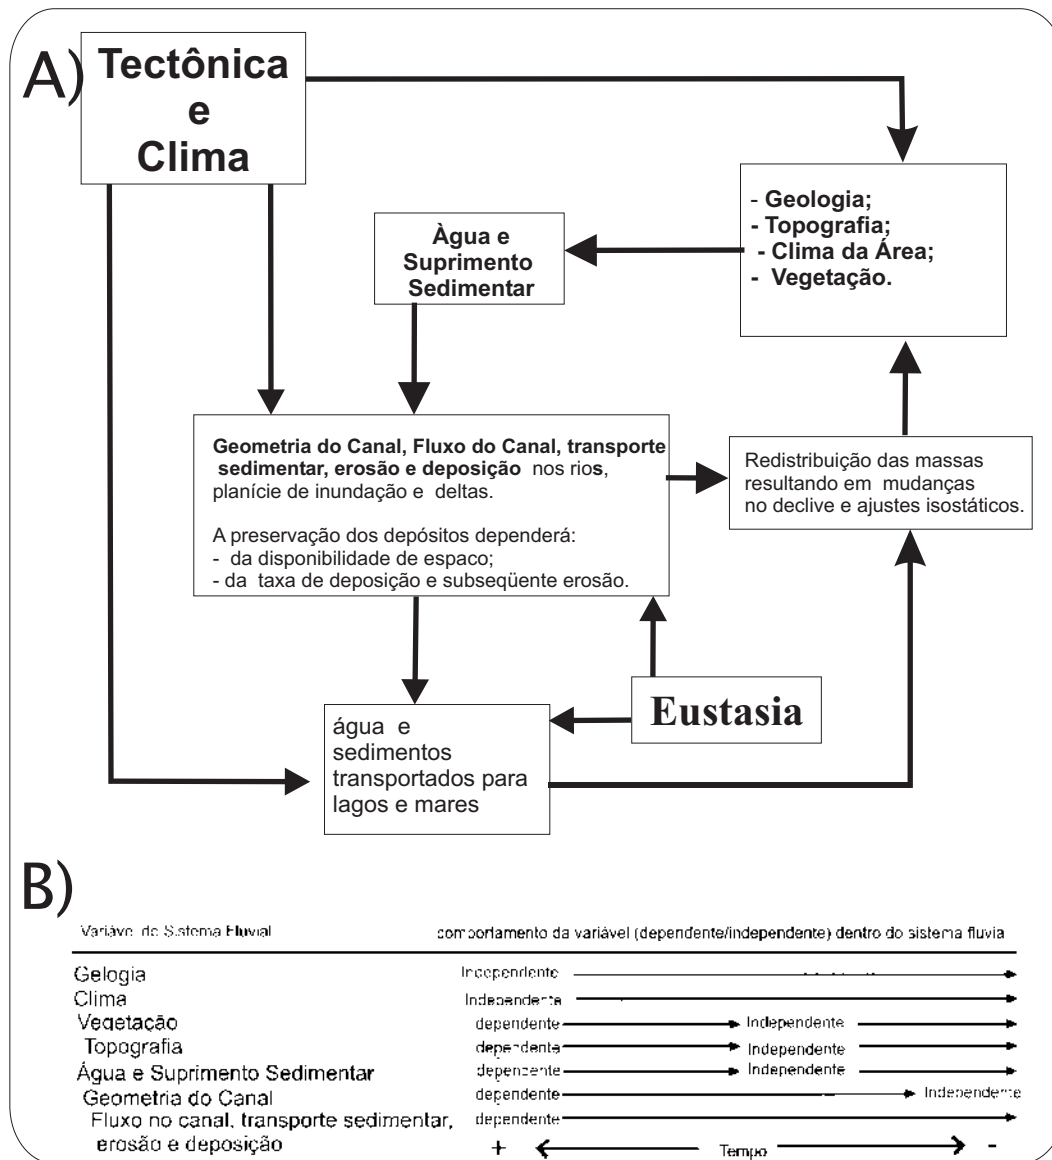 A)
Tectônica
e
Clima
- Geologia;
- Topografia;
- Clima da Área;
- Vegetação.
Àgua e
Suprimento
Sedimentar
Geometria do Canal, Fluxo do Canal, transporte
sedimentar, erosão e deposição nos rios,
planície de inundação e deltas.
A preservação dos depósitos dependerá:
- da disponibilidade de espaco;
- da taxa de deposição e subseqüente erosão.
Redistribuição das massas
resultando em mudanças
no declive e ajustes isostáticos.
Eustasia
água e
sedimentos
transportados para
lagos e mares
B)
Variável do Sistema Fluvial comportamento da variável (dependente/independente) dentro do sistema fluvia
Gelogia Independente
Clima Independente
Vegetação dependente Independente
Topografia dependente Independente
Água e Suprimento Sedimentar dependente Independente
Geometria do Canal dependente Independente
Fluxo no canal, transporte sedimentar, dependente
erosão e deposição + Tempo -